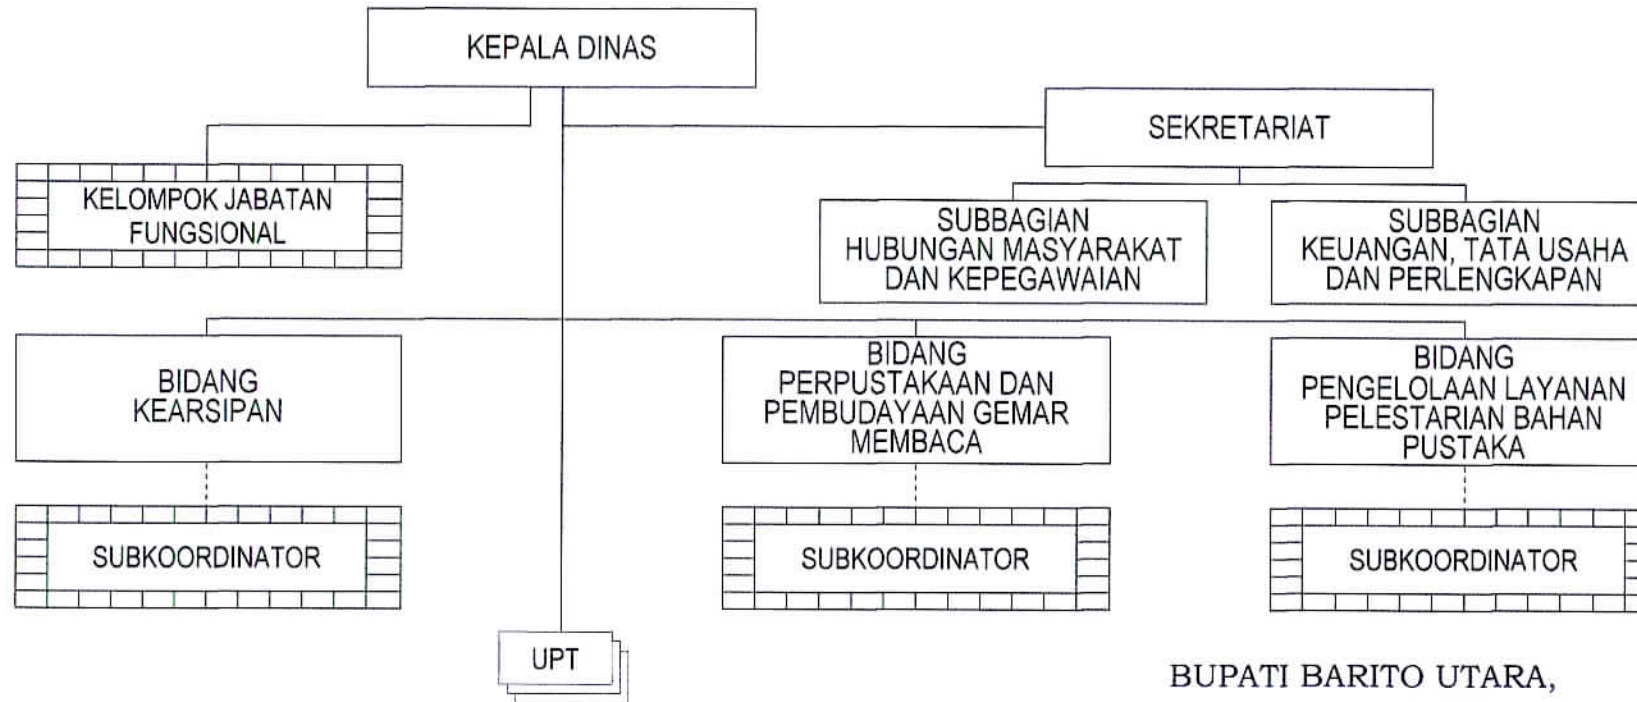 KEPALA DINAS
SEKRETARIAT
KELOMPOK JABATAN
FUNGSIONAL
SUBBAGIAN
HUBUNGAN MASYARAKAT
DAN KEPEGAWAIAN
SUBBAGIAN
KEUANGAN, TATA USAHA
DAN PERLENGKAPAN
BIDANG
KEARSIPAN
BIDANG
PERPUSTAKAAN DAN
PEMBUDAYAAN GEMAR
MEMBACA
BIDANG
PENGELOLAAN LAYANAN
PELESTARIAN BAHAN
PUSTAKA
SUBKOORDINATOR
SUBKOORDINATOR
SUBKOORDINATOR
UPT
BUPATI BARITO UTARA,